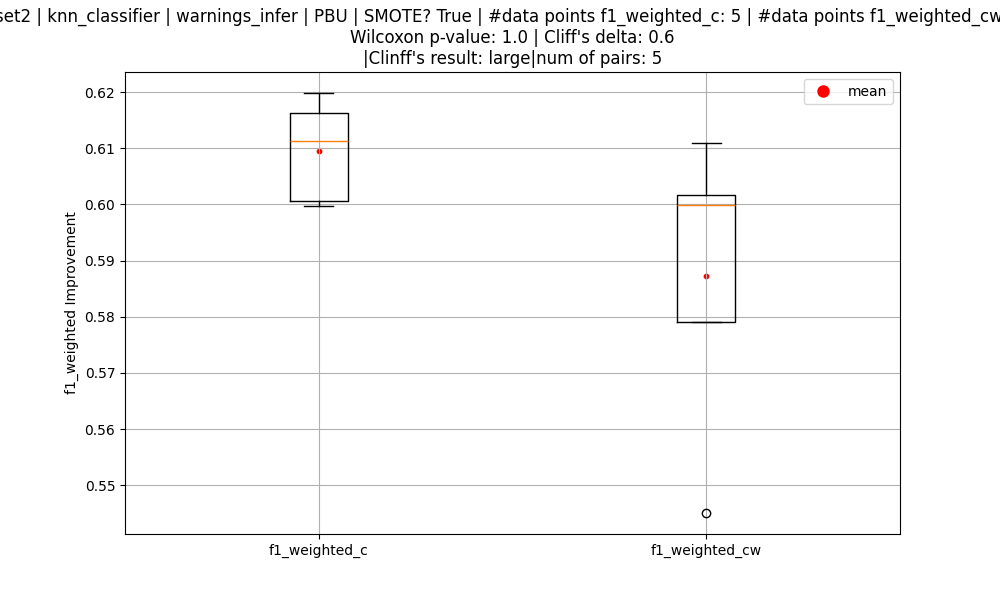 set2 | knn_classifier | warnings_infer | PBU | SMOTE? True | #data points f1_weighted_c: 5 | #data points f1_weighted_cw
Wilcoxon p-value: 1.0 | Cliff's delta: 0.6
|Clinff's result: large|num of pairs: 5
mean
0.62
0.61
0.60
0.59
0.58
0.57
0.56
0.55
f1_weighted Improvement
f1_weighted_c
f1_weighted_cw